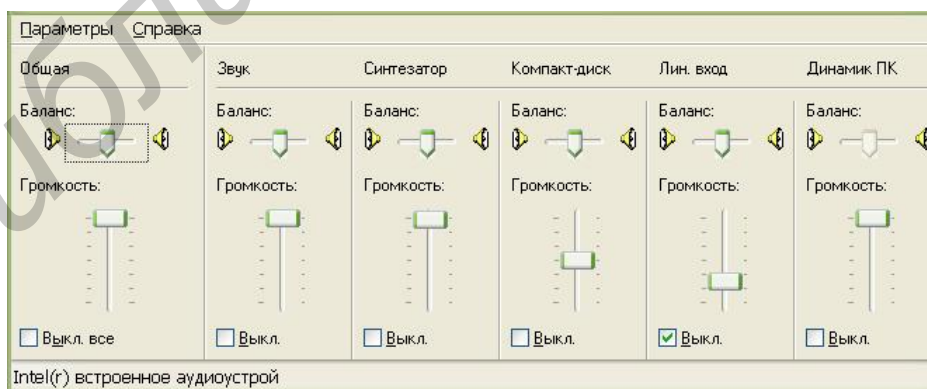 Параметры Справка
Общая Звук Синтезатор Компакт-диск Лин. вход Динамик ПК
Баланс: Баланс: Баланс: Баланс: Баланс: Баланс:
Громкость: Громкость: Громкость: Громкость: Громкость: Громкость:
Выкл. все Выкл. Выкл. Выкл. Выкл. Выкл.
Intel(r) встроенное аудиоустрой